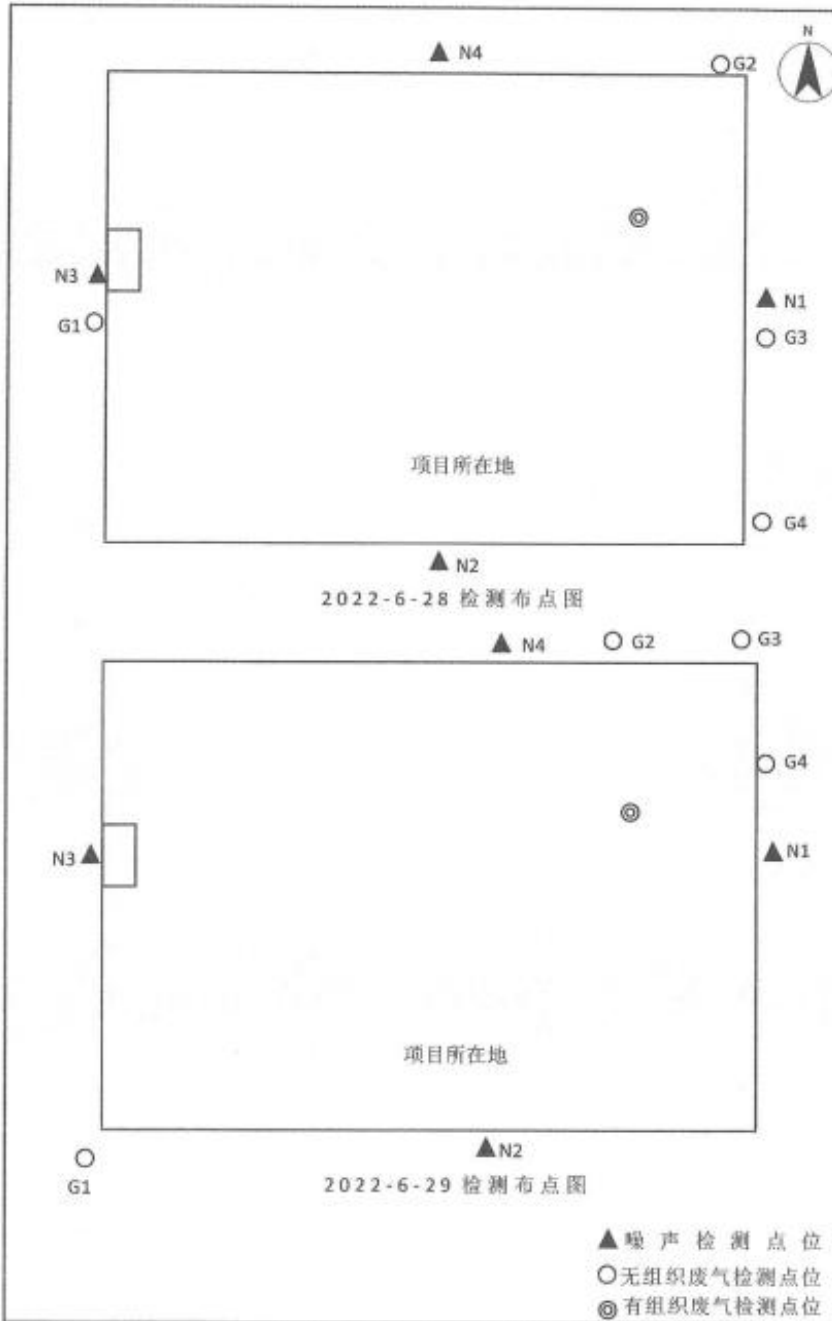 N
N4
G2
N3
N1
G1
G3
项目所在地
G4
N2
2022-6-28 检测布点图
N4
G2
G3
G4
N3
N1
项目所在地
N2
G1
2022-6-29 检测布点图
▲噪声检测点位
○无组织废气检测点位
◎有组织废气检测点位